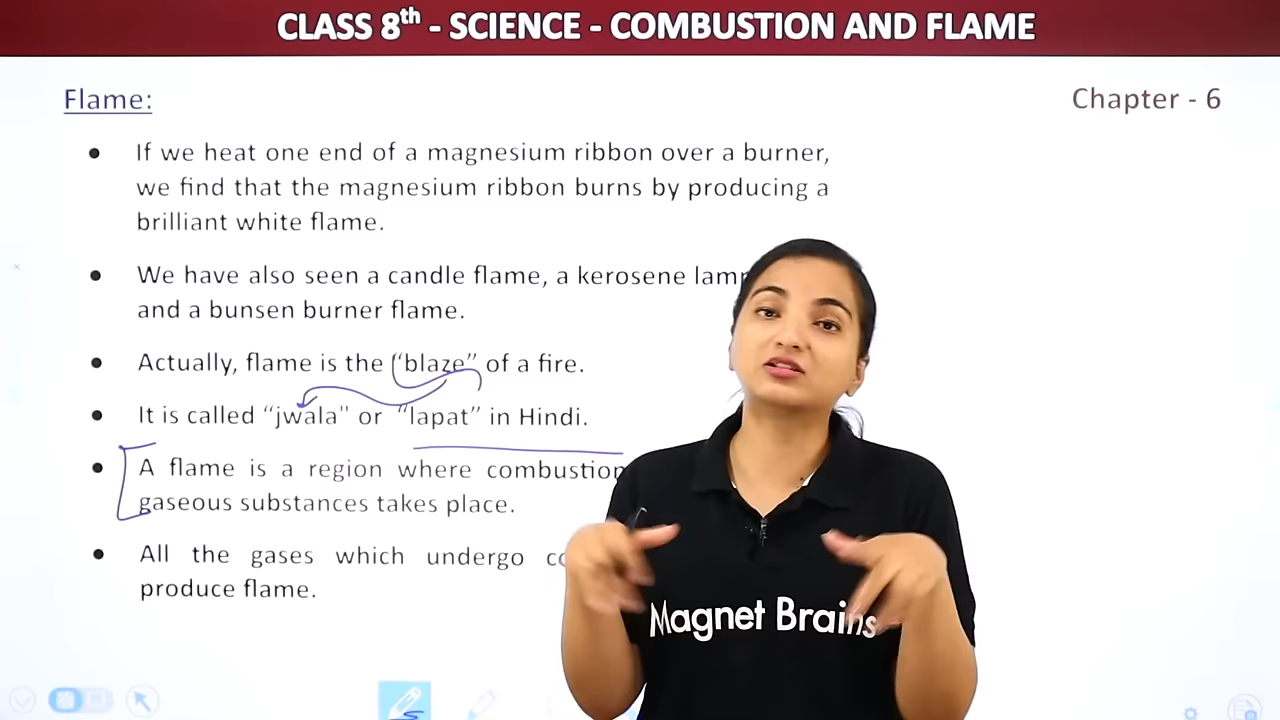 CLASS 8th - SCIENCE - COMBUSTION AND FLAME
Flame:
Chapter - 6
If we heat one end of a magnesium ribbon over a burner,
we find that the magnesium ribbon burns by producing a
brilliant white flame.
We have also seen a candle flame, a kerosene lamp
and a bunsen burner flame.
Actually, flame is the "blaze" of a fire.
It is called "jwala" or "lapat" in Hindi.
A flame is a region where combustion
gaseous substances takes place.
All the gases which undergo
produce flame.
Magnet Brains